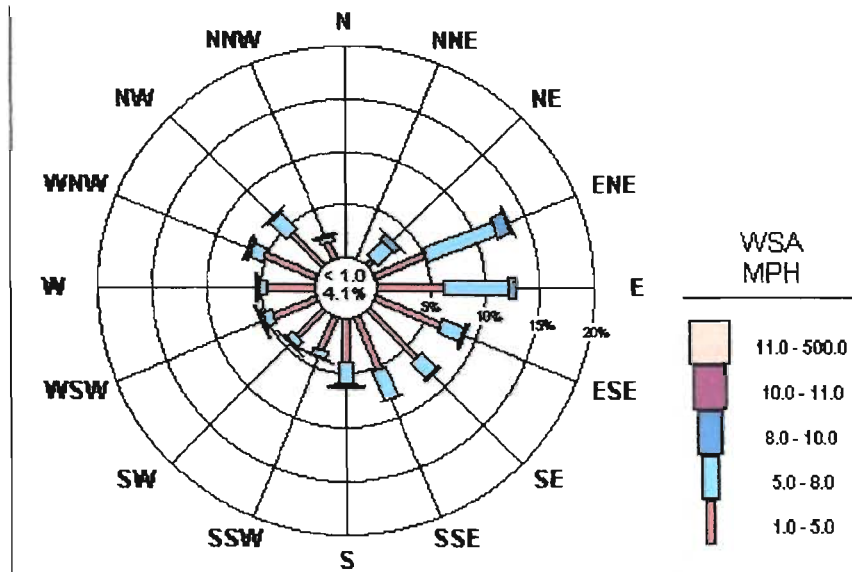 N
NNW
NNE
NW
NE
WNW
ENE
< 1.0
4.1%
W
E
5%
10%
15%
20%
WSW
ESE
SW
SE
SSW
SSE
S
WSA
MPH
11.0 - 500.0
10.0 - 11.0
8.0 - 10.0
5.0 - 8.0
1.0 - 5.0